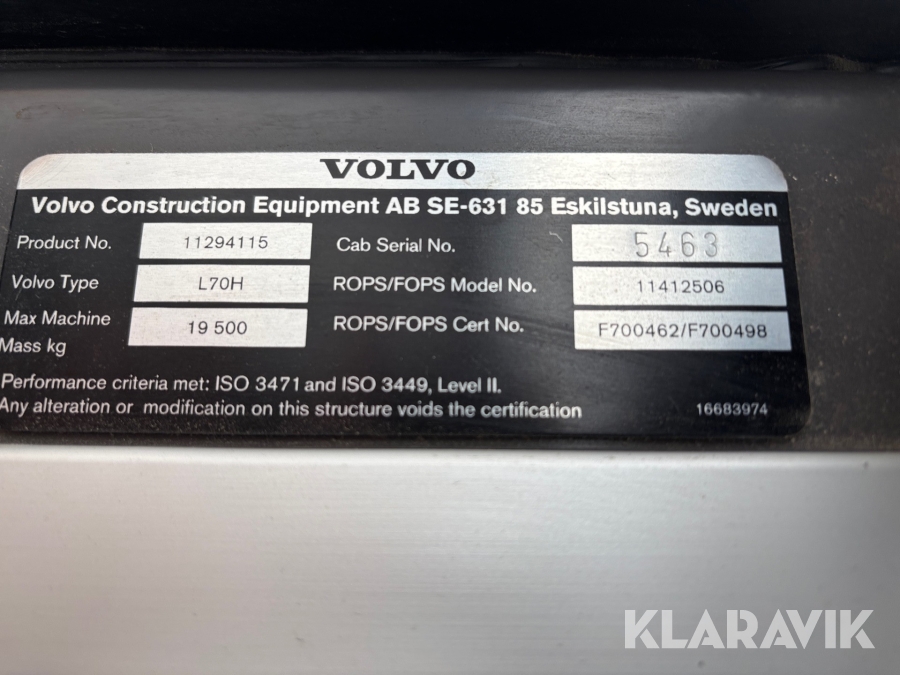 VOLVO
Volvo Construction Equipment AB SE-631 85 Eskilstuna, Sweden
Product No. 11294115 Cab Serial No. 5463
Volvo Type L70H ROPS/FOPS Model No. 11412506
Max Machine Mass kg 19 500 ROPS/FOPS Cert No. F700462/F700498
Performance criteria met: ISO 3471 and ISO 3449, Level II.
Any alteration or modification on this structure voids the certification 16683974
KLARAVIK